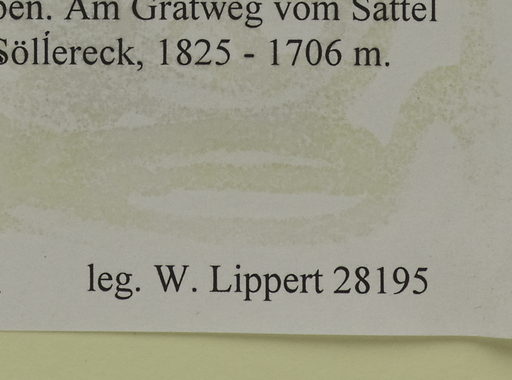 ben. Am Gratweg vom Sattel
Söllereck, 1825 - 1706 m.
leg. W. Lippert 28195